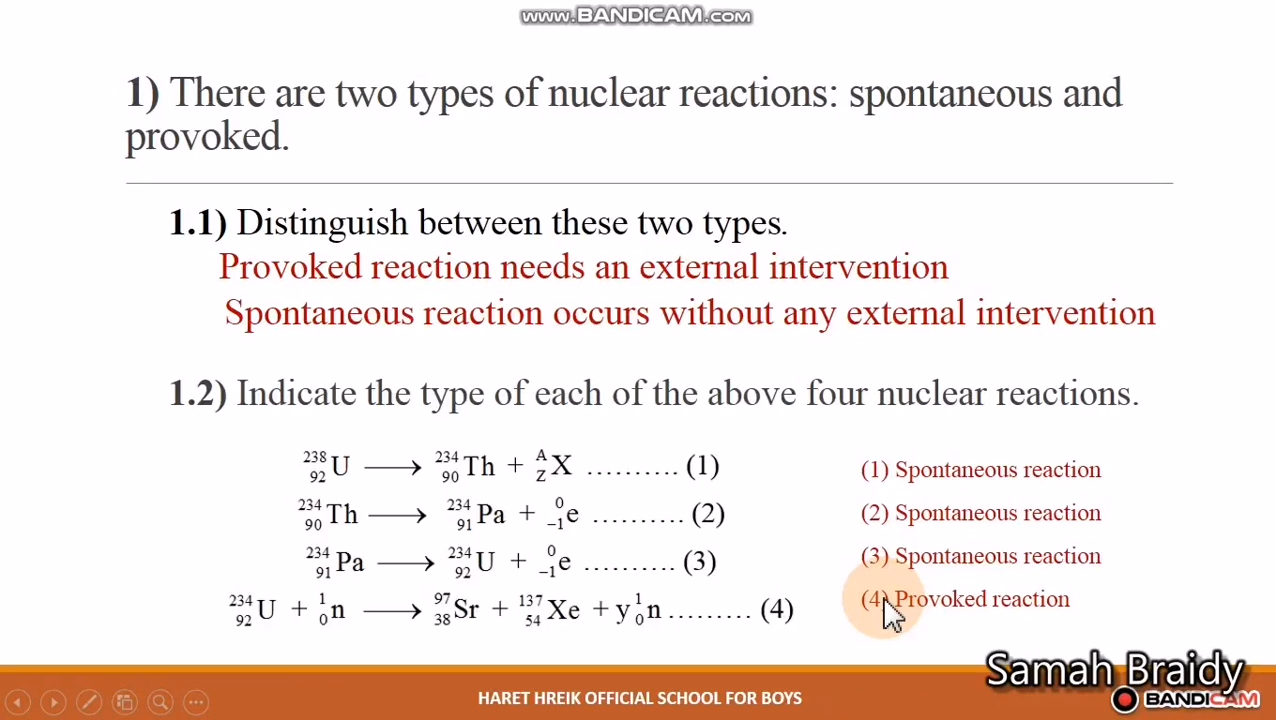 www.BANDICAM.com
1) There are two types of nuclear reactions: spontaneous and
provoked.
1.1) Distinguish between these two types.
Provoked reaction needs an external intervention
Spontaneous reaction occurs without any external intervention
1.2) Indicate the type of each of the above four nuclear reactions.
²³⁸₉₂U ⟶ ²³⁴₉₀Th + ᴬ_Z X .......... (1) (1) Spontaneous reaction
²³⁴₉₀Th ⟶ ²³⁴₉₁Pa + ⁰₋₁e .......... (2) (2) Spontaneous reaction
²³⁴₉₁Pa ⟶ ²³⁴₉₂U + ⁰₋₁e .......... (3) (3) Spontaneous reaction
²³⁴₉₂U + ¹₀n ⟶ ⁹⁷₃₈Sr + ¹³⁷₅₄Xe + y¹₀n ......... (4) (4) Provoked reaction
Samah Braidy
HARET HREIK OFFICIAL SCHOOL FOR BOYS
BANDICAM